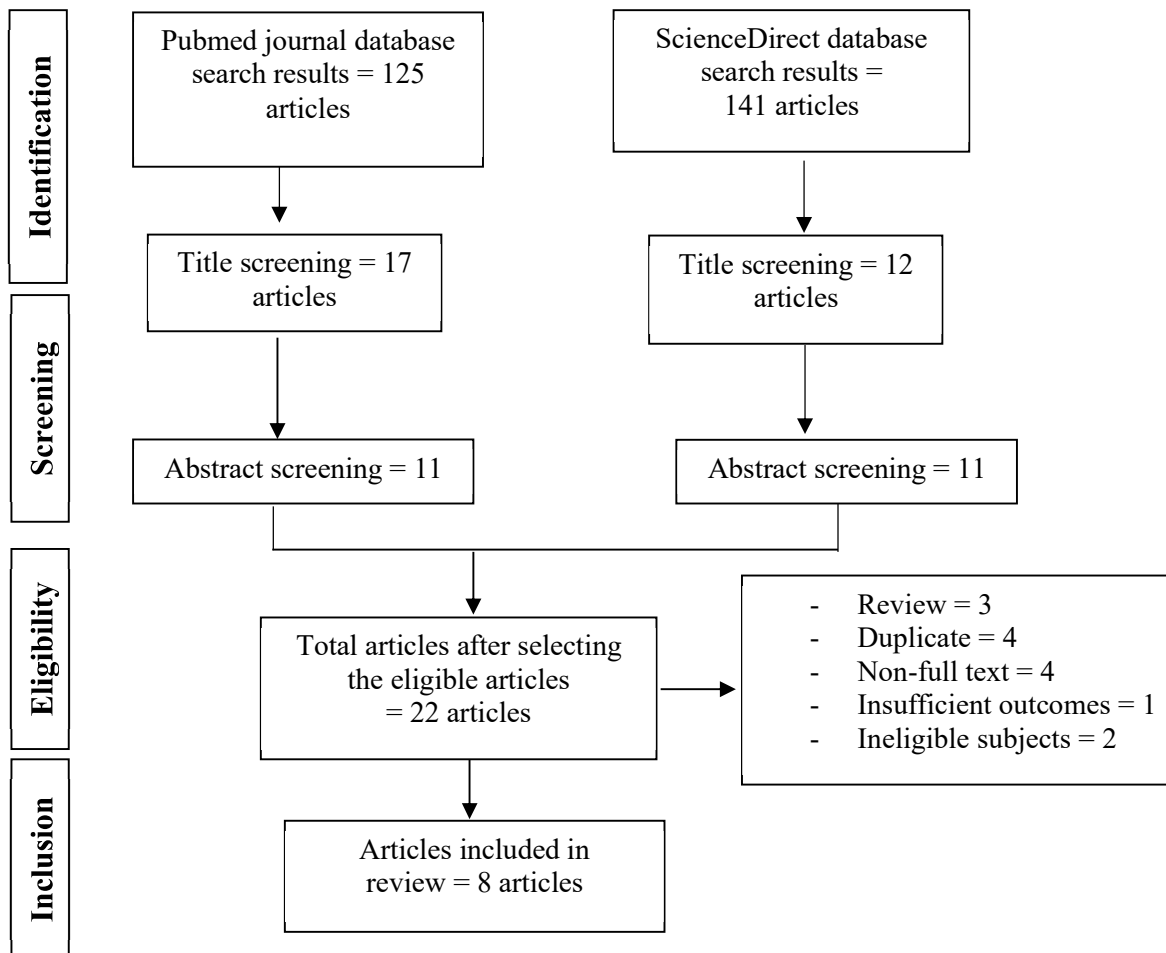 Identification
Pubmed journal database
search results = 125
articles
ScienceDirect database
search results =
141 articles
Title screening = 17
articles
Title screening = 12
articles
Screening
Abstract screening = 11
Abstract screening = 11
Eligibility
Total articles after selecting
the eligible articles
= 22 articles
- Review = 3
- Duplicate = 4
- Non-full text = 4
- Insufficient outcomes = 1
- Ineligible subjects = 2
Inclusion
Articles included in
review = 8 articles